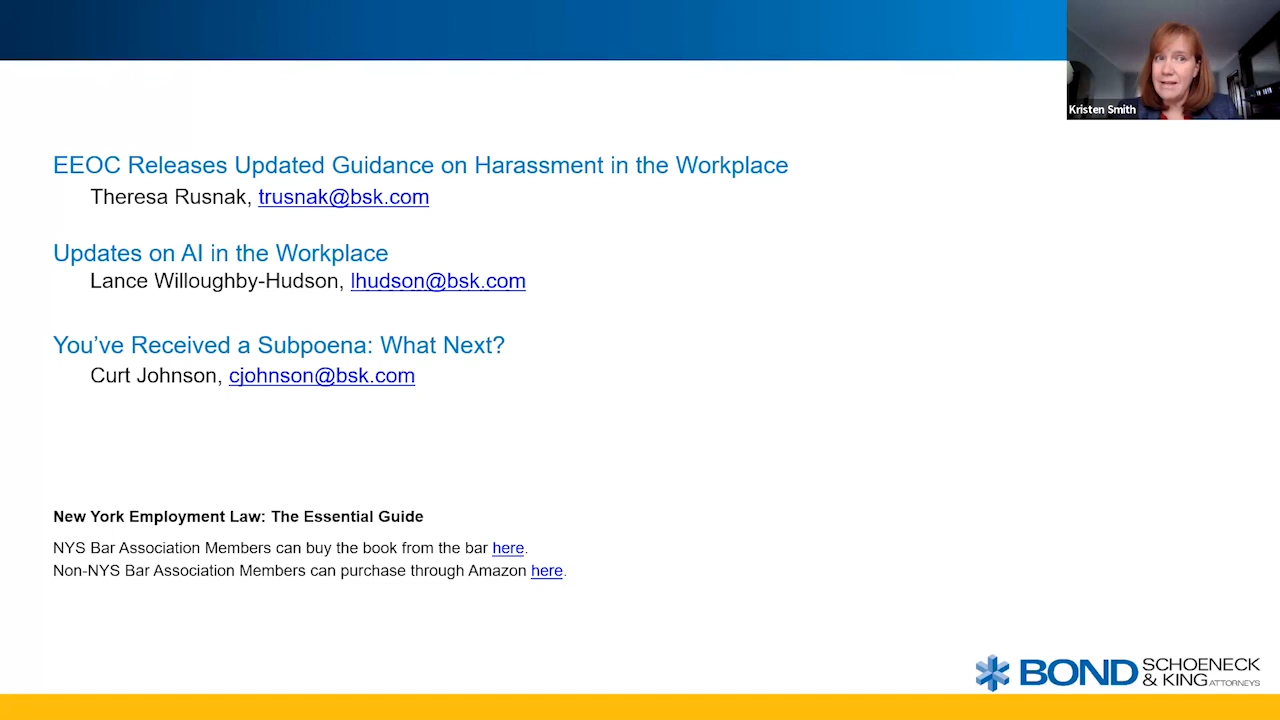 Kristen Smith
EEOC Releases Updated Guidance on Harassment in the Workplace
Theresa Rusnak, trusnak@bsk.com
Updates on AI in the Workplace
Lance Willoughby-Hudson, lhudson@bsk.com
You’ve Received a Subpoena: What Next?
Curt Johnson, cjohnson@bsk.com
New York Employment Law: The Essential Guide
NYS Bar Association Members can buy the book from the bar here.
Non-NYS Bar Association Members can purchase through Amazon here.
BOND SCHOENECK
& KING ATTORNEYS